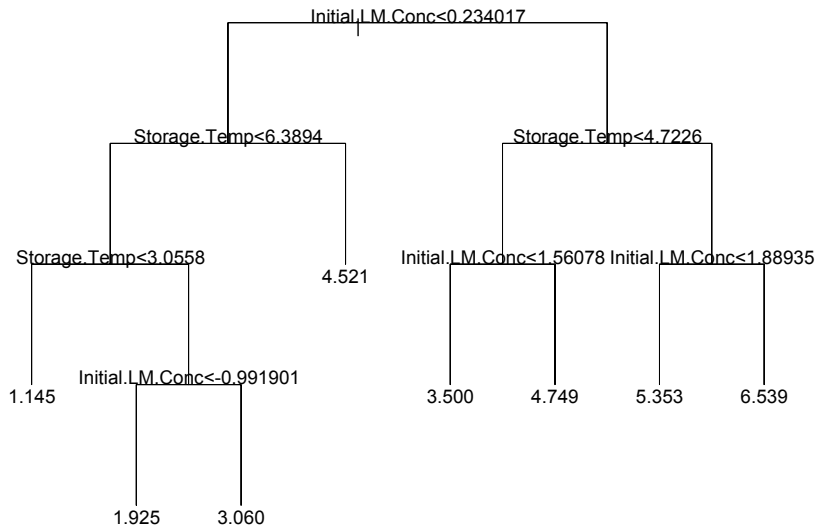 Initial.LM.Conc<0.234017
Storage.Temp<6.3894
Storage.Temp<4.7226
Storage.Temp<3.0558
4.521
Initial.LM.Conc<1.56078
Initial.LM.Conc<1.88935
1.145
Initial.LM.Conc<-0.991901
3.500
4.749
5.353
6.539
1.925
3.060